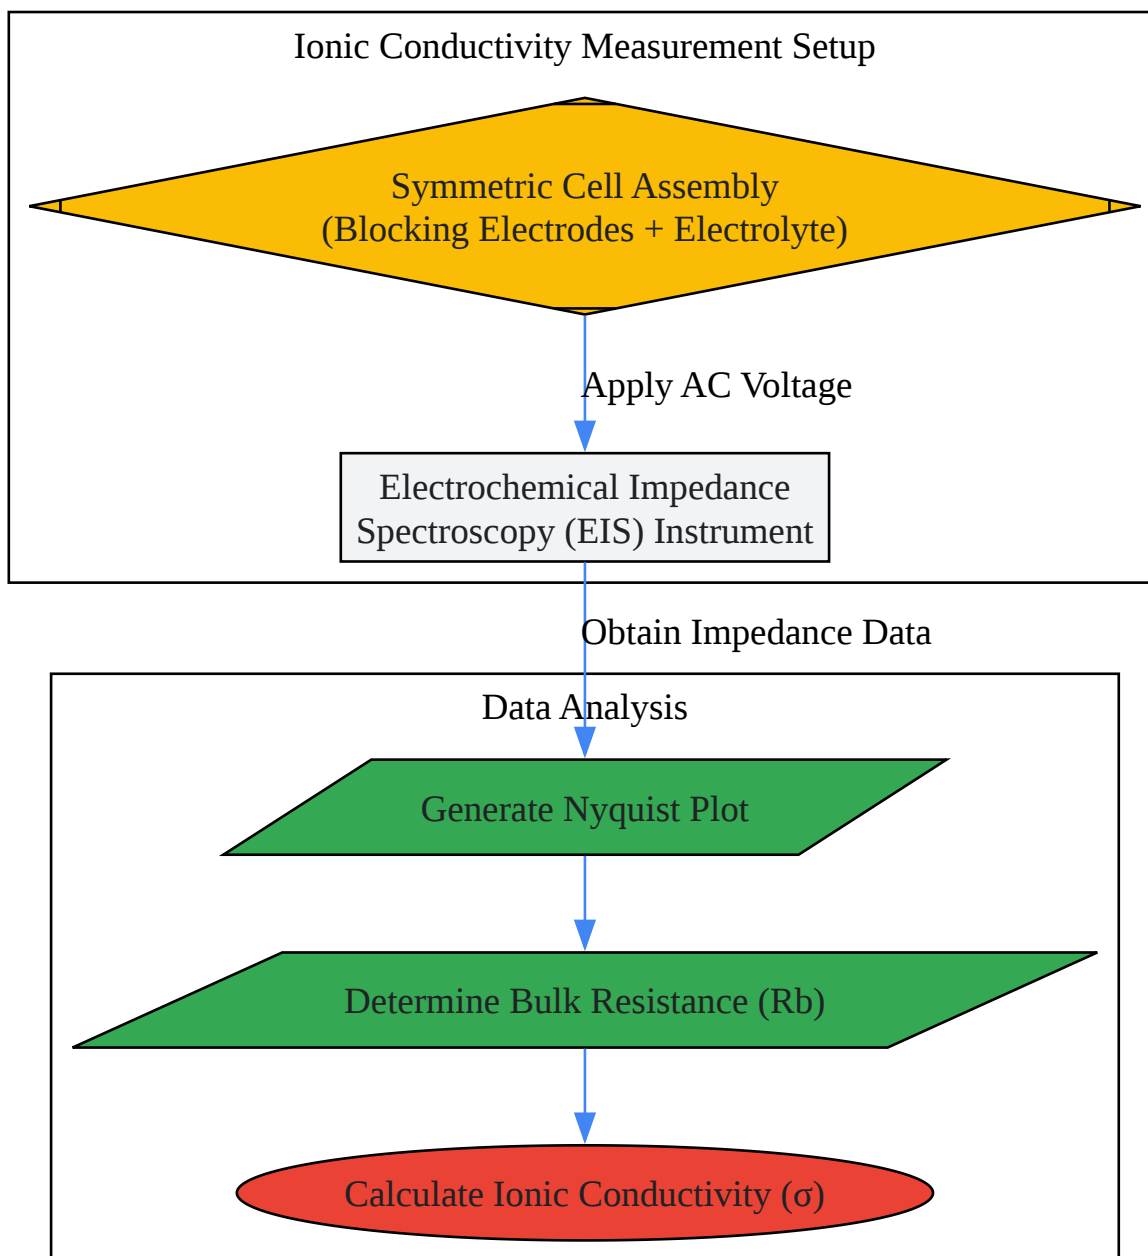 Ionic Conductivity Measurement Setup
Symmetric Cell Assembly
(Blocking Electrodes + Electrolyte)
Apply AC Voltage
Electrochemical Impedance
Spectroscopy (EIS) Instrument
Obtain Impedance Data
Data Analysis
Generate Nyquist Plot
Determine Bulk Resistance (Rb)
Calculate Ionic Conductivity (σ)